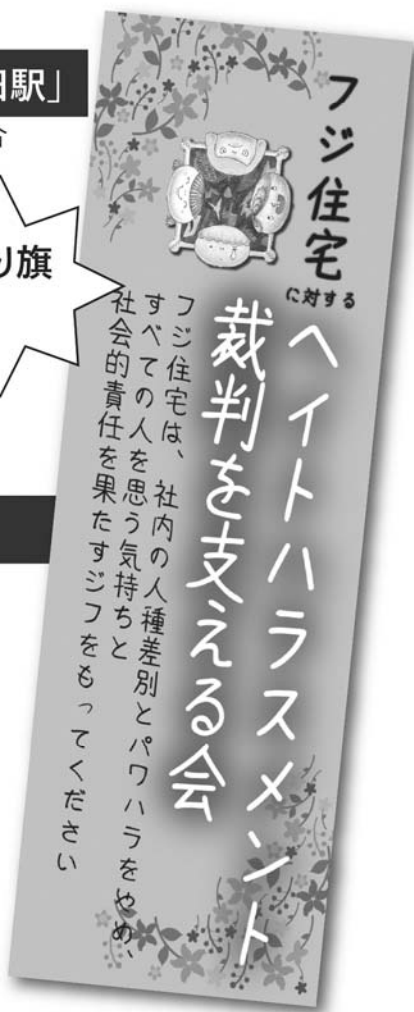 駅」
り旗
フジ住宅
に対する
ヘイトハラスメント
裁判を支える会
フジ住宅は、社内の人種差別とパワハラをやめ、
すべての人を思う気持ちと
社会的責任を果たすジフをもってください